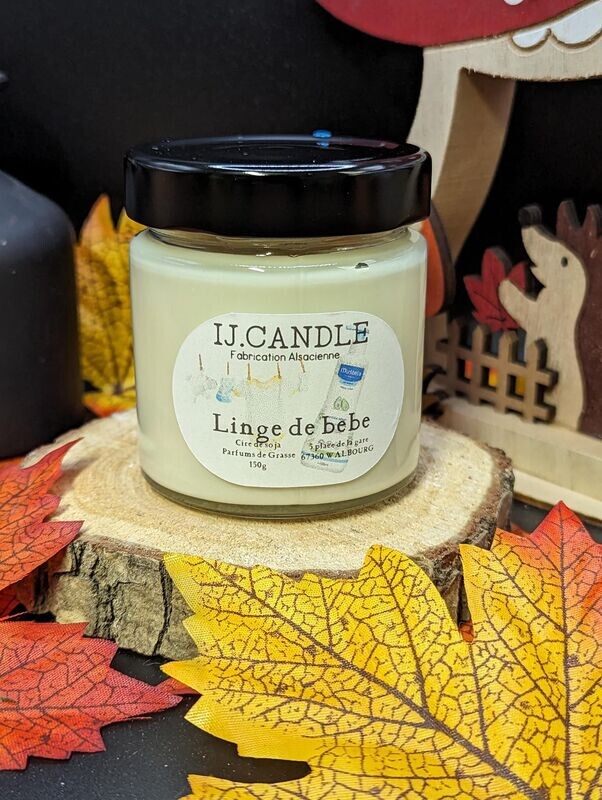 IJ.CANDLE
Fabrication Alsacienne
Mustela
Linge de bebe
Cire de soja
Parfums de Grasse
150g
5 place de la gare
67360 WALBOURG